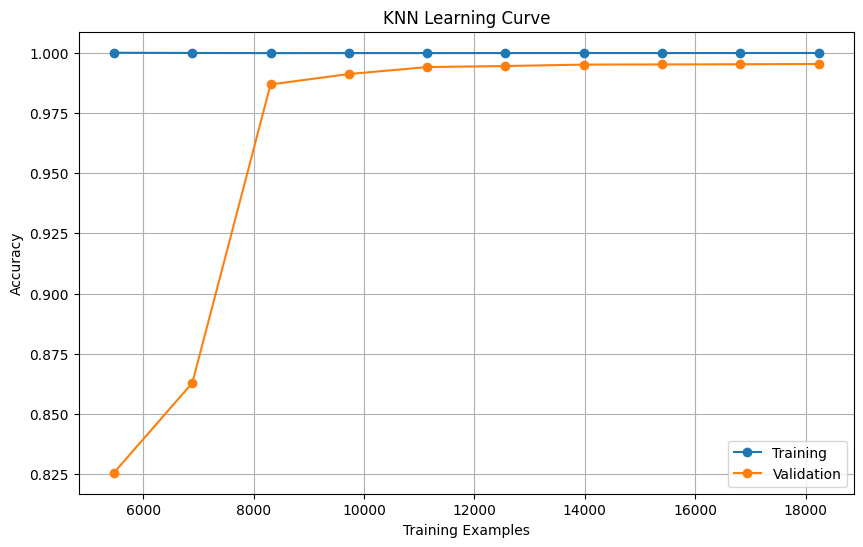 KNN Learning Curve
1.000
0.975
0.950
0.925
0.900
0.875
0.850
0.825
Accuracy
6000 8000 10000 12000 14000 16000 18000
Training Examples
Training
Validation